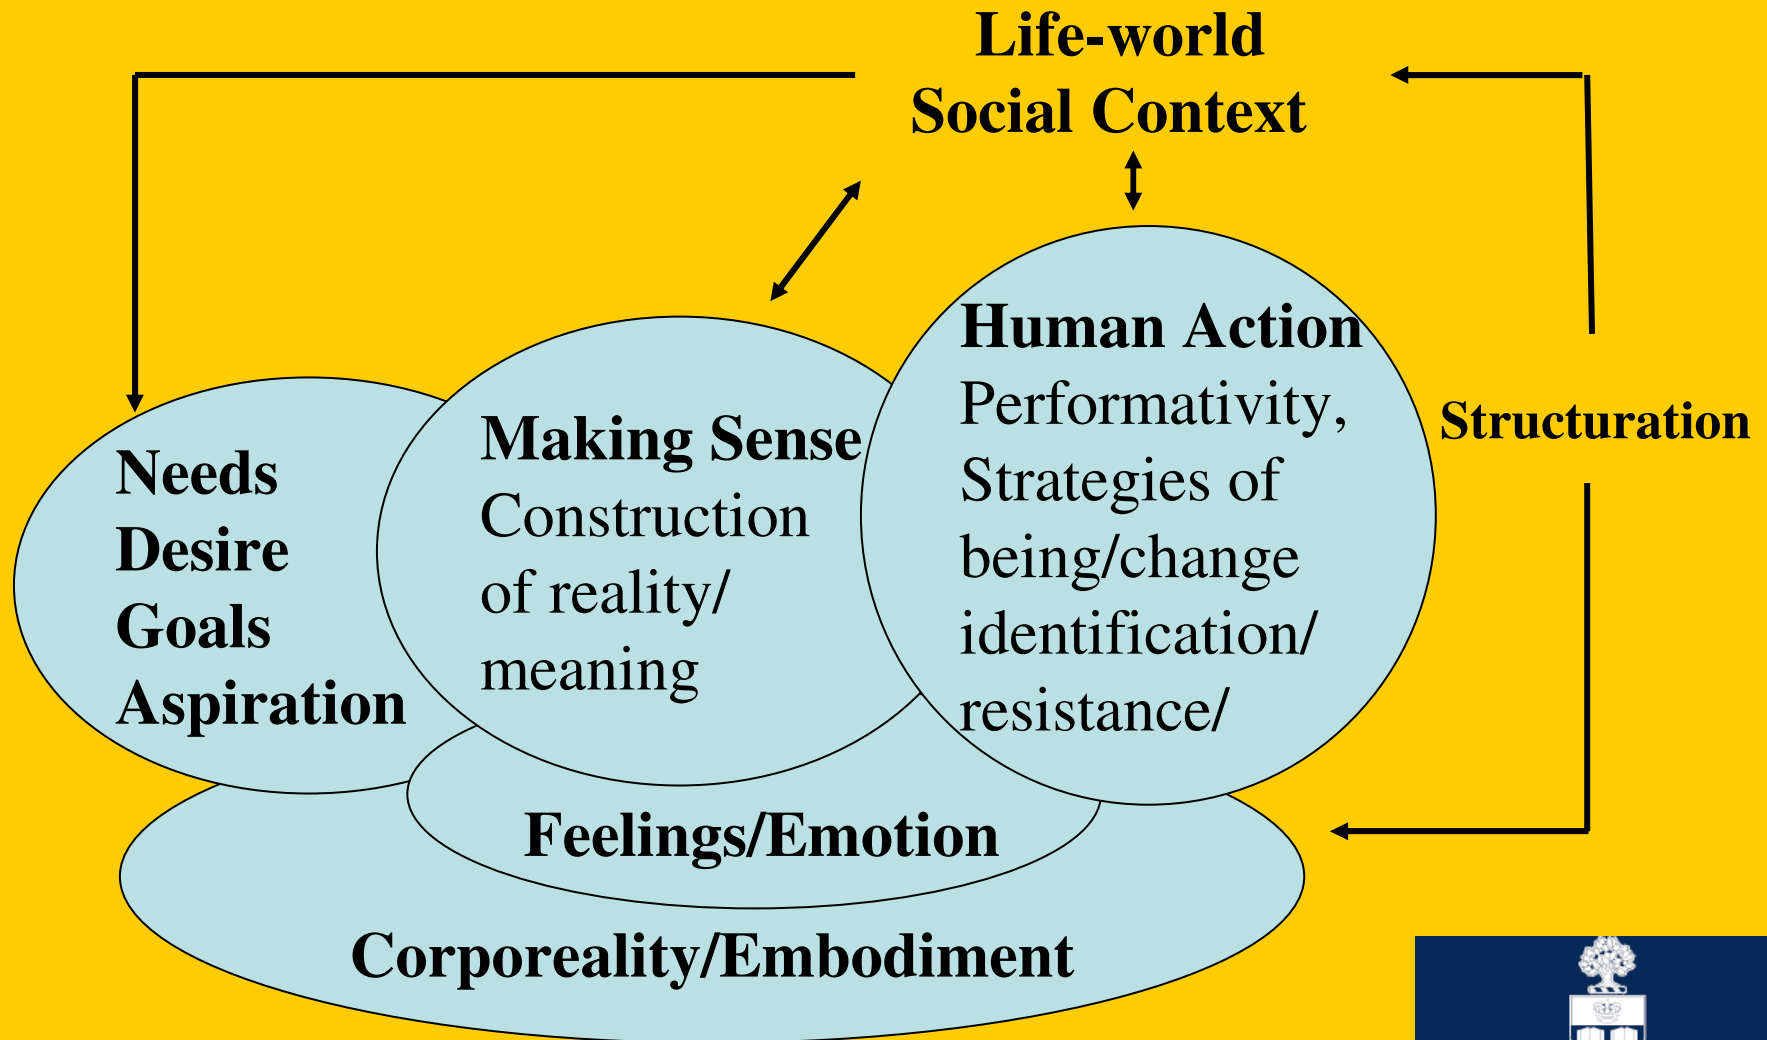 Life-world
Social Context
Human Action
Performativity,
Strategies of
being/change
identification/
resistance/
Structuration
Making Sense
Construction
of reality/
meaning
Needs
Desire
Goals
Aspiration
Feelings/Emotion
Corporeality/Embodiment